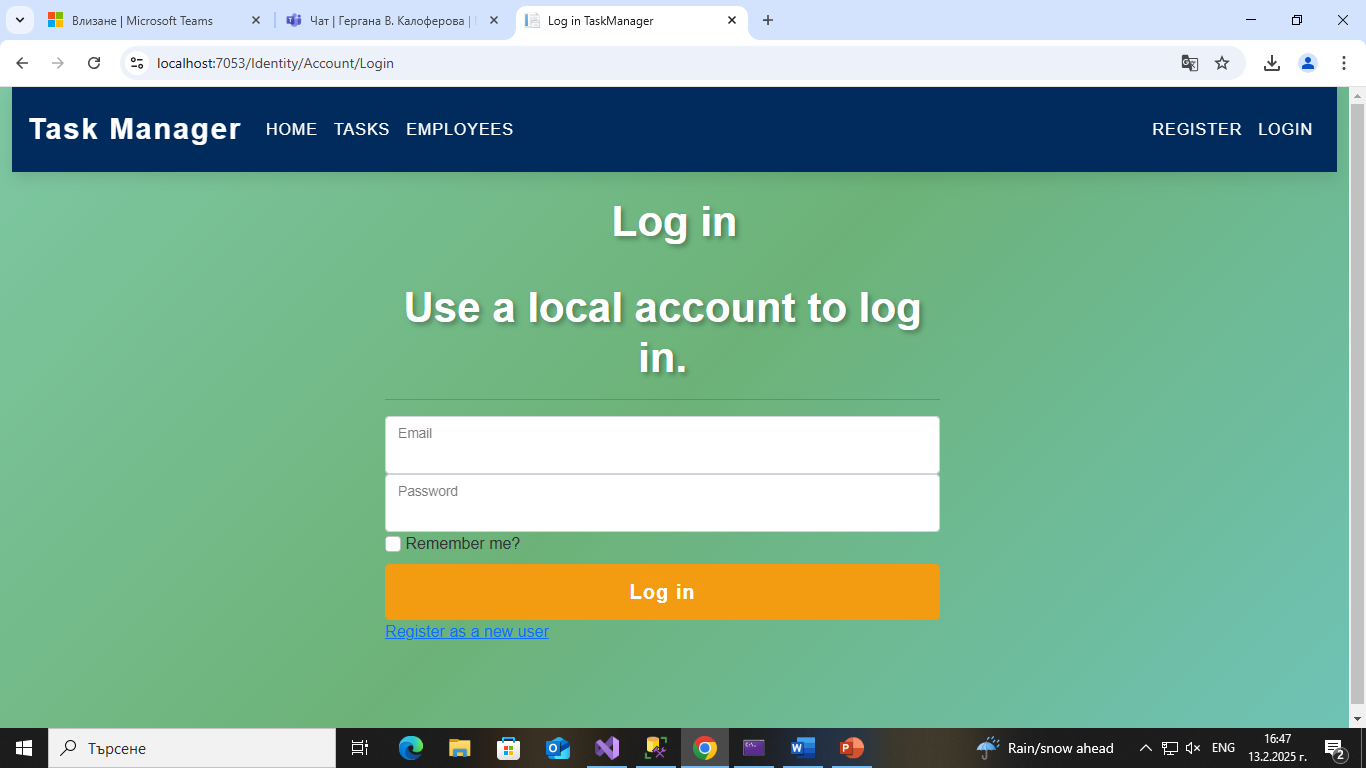 Влизане | Microsoft Teams
Чат | Гергана В. Калоферова |
Log in TaskManager
localhost:7053/Identity/Account/Login
Task Manager HOME TASKS EMPLOYEES REGISTER LOGIN
Log in
Use a local account to log
in.
Email
Password
Remember me?
Log in
Register as a new user
Търсене
Rain/snow ahead
ENG
16:47
13.2.2025 г.
2